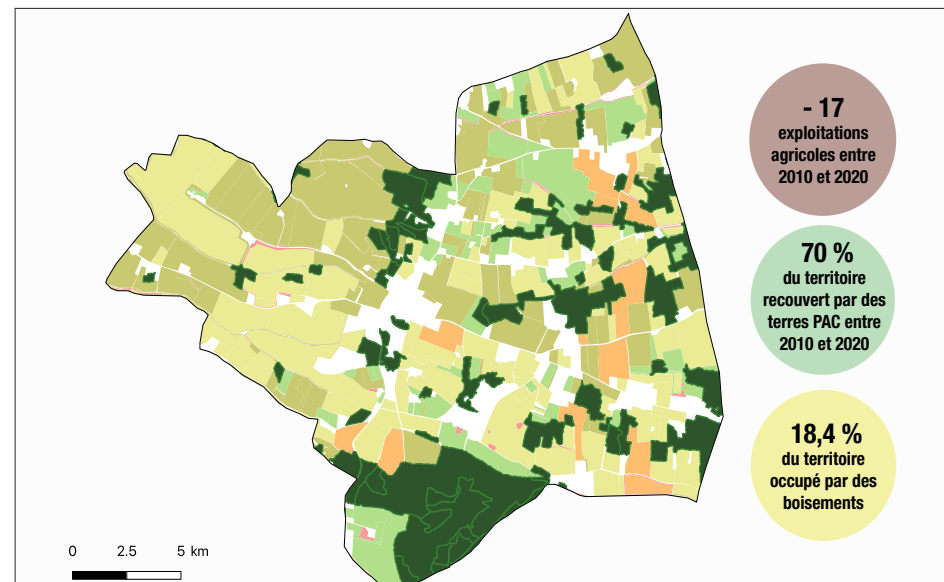 - 17
exploitations
agricoles entre
2010 et 2020
70 %
du territoire
recouvert par des
terres PAC entre
2010 et 2020
18,4 %
du territoire
occupé par des
boisements
0 2.5 5 km